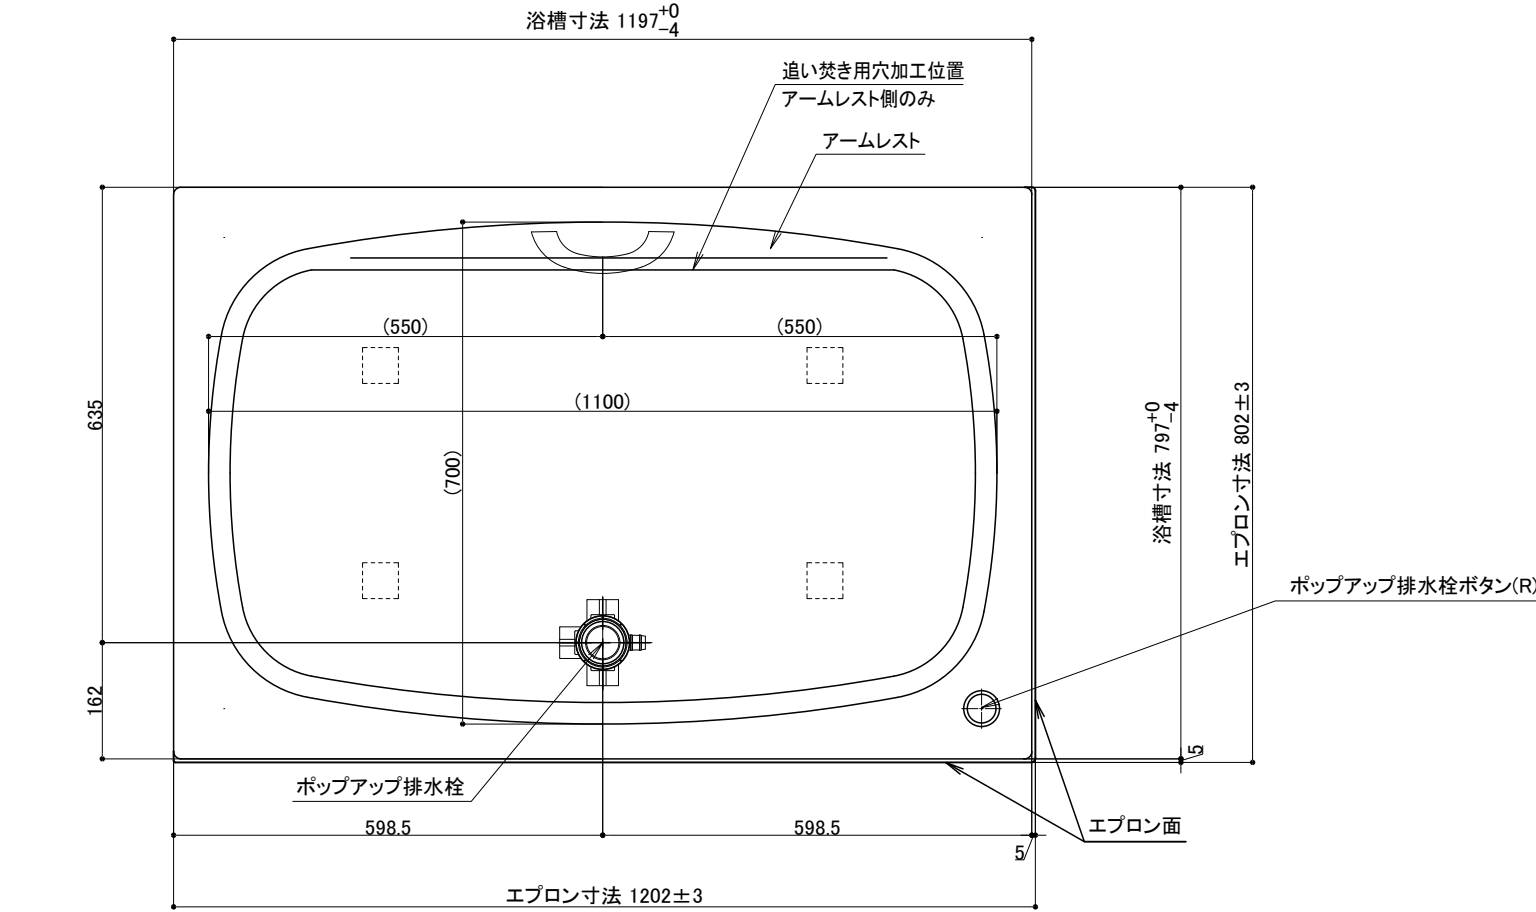 浴槽寸法 1197+0-4
追い焚き用穴加工位置
アームレスト側のみ
アームレスト
(550)
(550)
(1100)
635
(700)
浴槽寸法 797+0-4
エプロン寸法 802±3
ポップアップ排水栓ボタン(R)
162
5
ポップアップ排水栓
598.5
598.5
エプロン面
5
エプロン寸法 1202±3